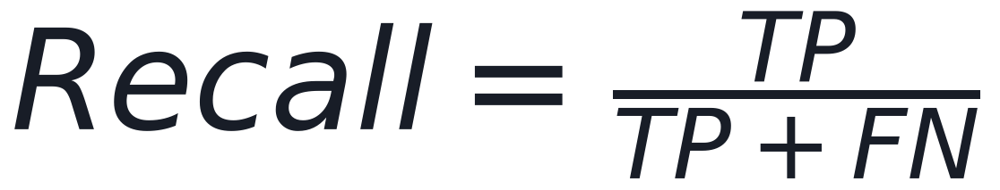 Recall = TP / TP + FN